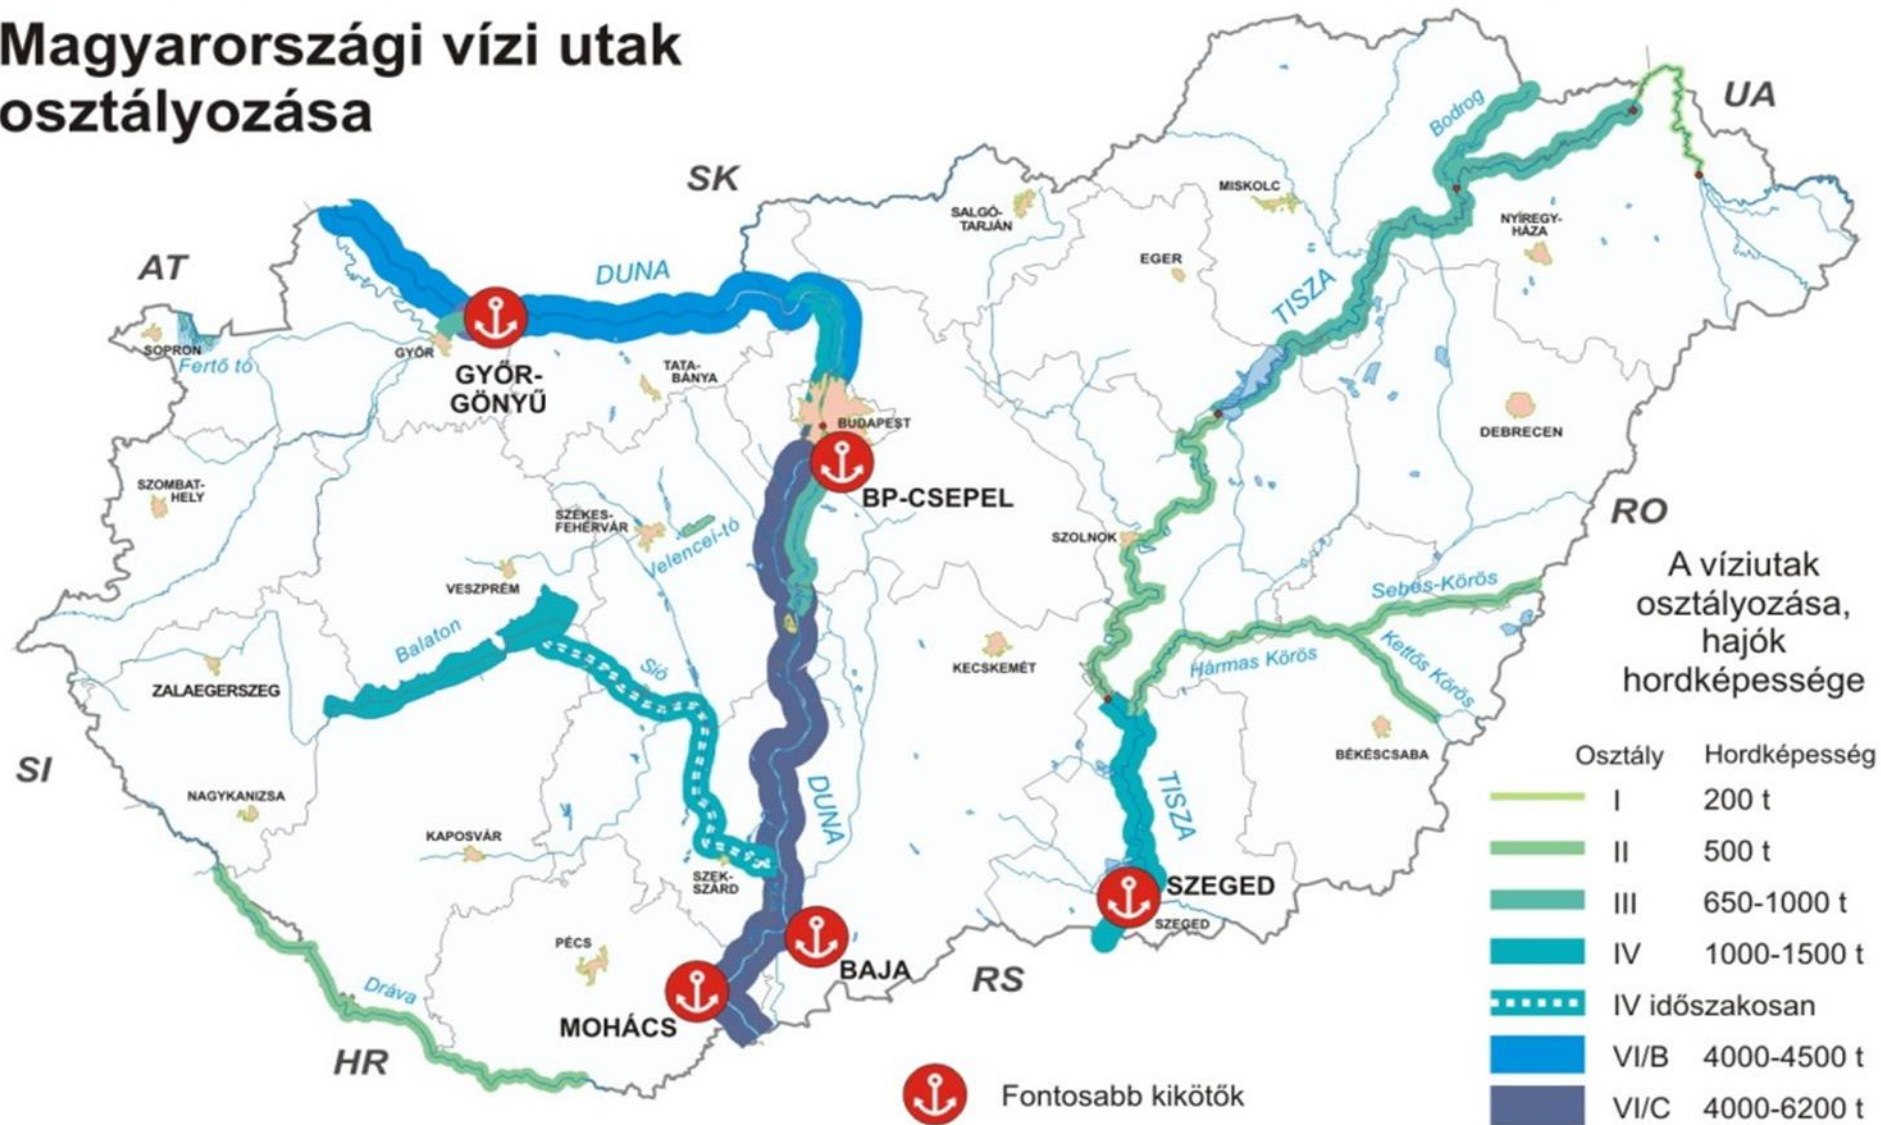 Magyarországi vízi utak
osztályozása
SK
UA
AT
RO
SI
HR
RS
Bodrog
MISKOLC
SALGÓ-
TARJÁN
NYÍREGY-
HÁZA
EGER
TISZA
DUNA
SOPRON
Fertő tó
GYŐR
GYŐR-
GÖNYŰ
TATA-
BÁNYA
BUDAPEST
BP-CSEPEL
DEBRECEN
SZOMBAT-
HELY
SZÉKES-
FEHÉRVÁR
Velencei-tó
SZOLNOK
VESZPRÉM
Balaton
Sió
Sebes-Körös
Kettős Körös
Hármas Körös
KECSKEMÉT
ZALAEGERSZEG
BÉKÉSCSABA
NAGYKANIZSA
KAPOSVÁR
DUNA
TISZA
SZEK-
SZÁRD
SZEGED
SZEGED
PÉCS
BAJA
MOHÁCS
Dráva
Fontosabb kikötők
A víziutak
osztályozása,
hajók
hordképessége
Osztály Hordképesség
I 200 t
II 500 t
III 650-1000 t
IV 1000-1500 t
IV időszakosan
VI/B 4000-4500 t
VI/C 4000-6200 t